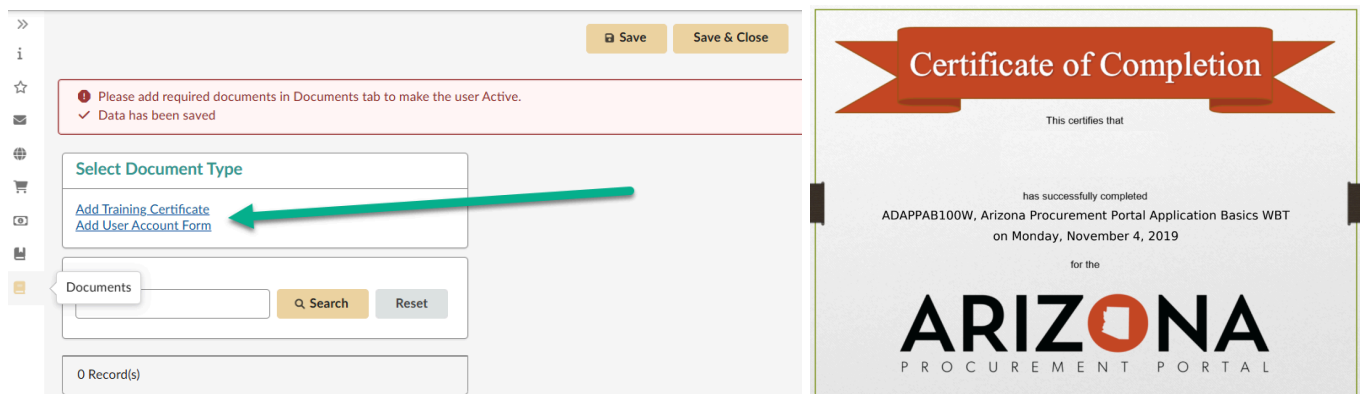 Save
Save & Close
Please add required documents in Documents tab to make the user Active.
Data has been saved
Select Document Type
Add Training Certificate
Add User Account Form
Documents
Search
Reset
0 Record(s)
Certificate of Completion
This certifies that
has successfully completed
ADAPPAB100W, Arizona Procurement Portal Application Basics WBT
on Monday, November 4, 2019
for the
ARIZONA
PROCUREMENT PORTAL